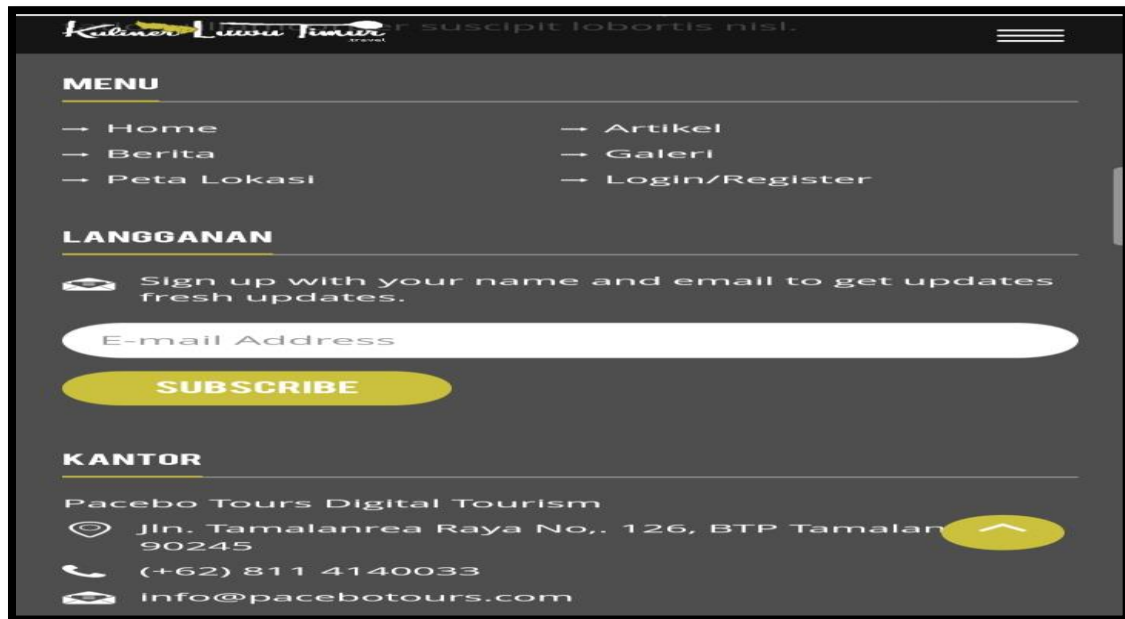 Kuliner Luwu Timur
.travel
r suscipit lobortis nisl.
MENU
→ Home
→ Artikel
→ Berita
→ Galeri
→ Peta Lokasi
→ Login/Register
LANGGANAN
Sign up with your name and email to get updates
fresh updates.
E-mail Address
SUBSCRIBE
KANTOR
Pacebo Tours Digital Tourism
Jln. Tamalanrea Raya No,. 126, BTP Tamalan
90245
(+62) 811 4140033
info@pacebotours.com